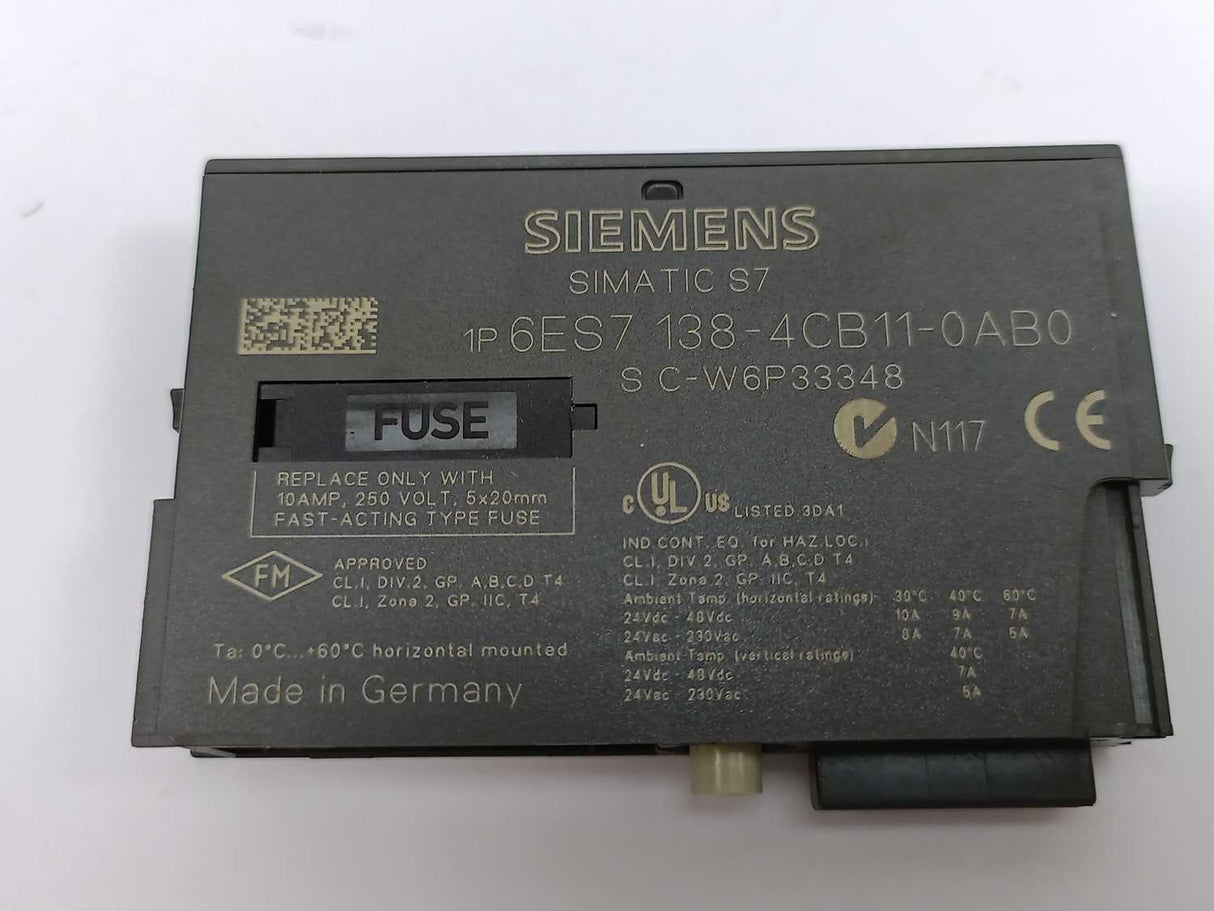 SIEMENS
SIMATIC S7
1P 6ES7 138-4CB11-0AB0
S C-W6P33348
FUSE
N117 CE
REPLACE ONLY WITH
10AMP, 250 VOLT, 5x20mm
FAST-ACTING TYPE FUSE
C UL US LISTED 3DA1
IND.CONT. EQ. for HAZ.LOC.:
CL.I, DIV.2, GP. A,B,C,D T4
CL.I, Zone 2, GP. IIC, T4
FM APPROVED
CL.I, DIV.2, GP. A,B,C,D T4
CL.I, Zone 2, GP. IIC, T4
Ambient Temp. (horizontal ratings) 30°C 40°C 60°C
24Vdc - 48Vdc 10A 9A 7A
24Vac - 230Vac 8A 7A 5A
Ambient Temp. (vertical ratings) 40°C
24Vdc - 48Vdc 7A
24Vac - 230Vac 5A
Ta: 0°C...+60°C horizontal mounted
Made in Germany